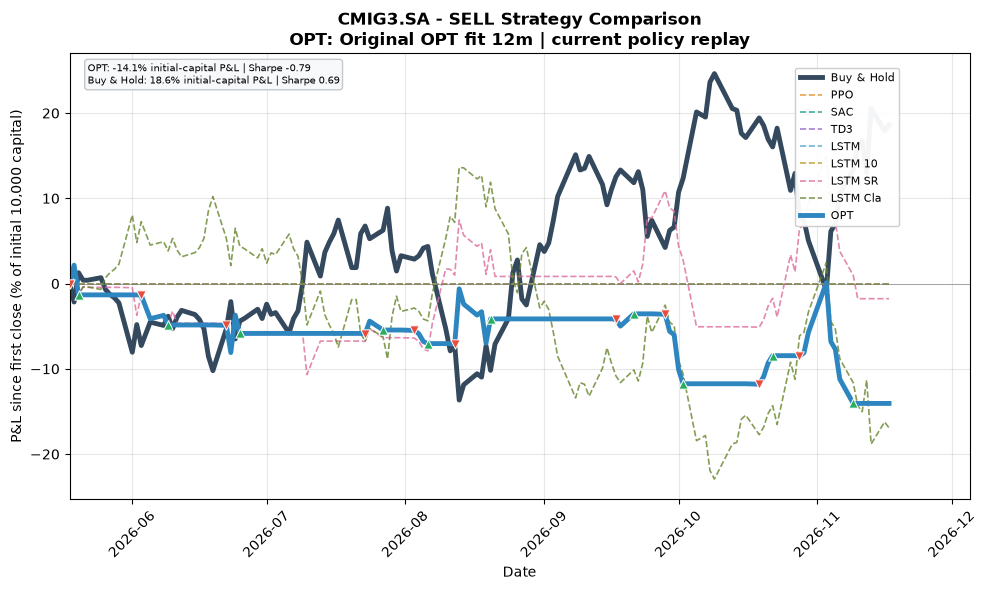 CMIG3.SA - SELL Strategy Comparison
OPT: Original OPT fit 12m | current policy replay
OPT: -14.1% initial-capital P&L | Sharpe -0.79
Buy & Hold: 18.6% initial-capital P&L | Sharpe 0.69
Buy & Hold
PPO
SAC
TD3
LSTM
LSTM 10
LSTM SR
LSTM Cla
OPT
P&L since first close (% of initial 10,000 capital)
20
10
0
−10
−20
2026-06
2026-07
2026-08
2026-09
2026-10
2026-11
2026-12
Date